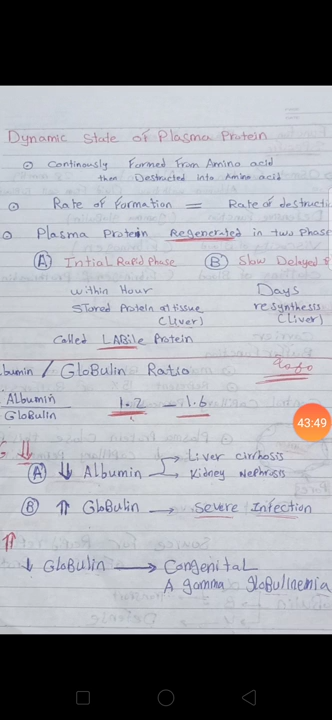 Dynamic State of Plasma Protein
⊙ Continously Formed From Amino acid
then Destructed Into Amino acid
⊙ Rate of Formation = Rate of destructi
⊙ Plasma Protein Regenerated in two Phase
(A) Intial Rapid Phase (B) Slow Delayed P
within Hour Days
Stored Protein at tissue resynthesis
(Liver) (Liver)
Called LABile Protein
lbumin / GloBulin Ratio
Albumin / GloBulin 1.2 - 1.6
43:49
: ⇓
(A) ↓ Albumin → Liver cirrhosis
→ Kidney Nephrosis
(B) ⇑ GloBulin → Severe Infection
⇑
↓ GloBulin → Congenital
A gamma globulinemia